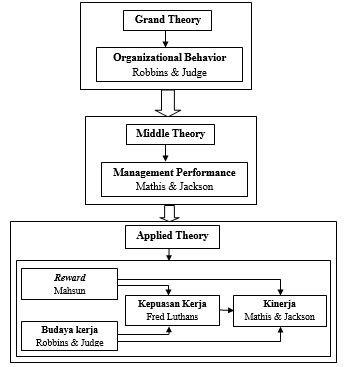 Grand Theory
Organizational Behavior
Robbins & Judge
Middle Theory
Management Performance
Mathis & Jackson
Applied Theory
Reward
Mahsun
Kepuasan Kerja
Fred Luthans
Kinerja
Mathis & Jackson
Budaya kerja
Robbins & Judge